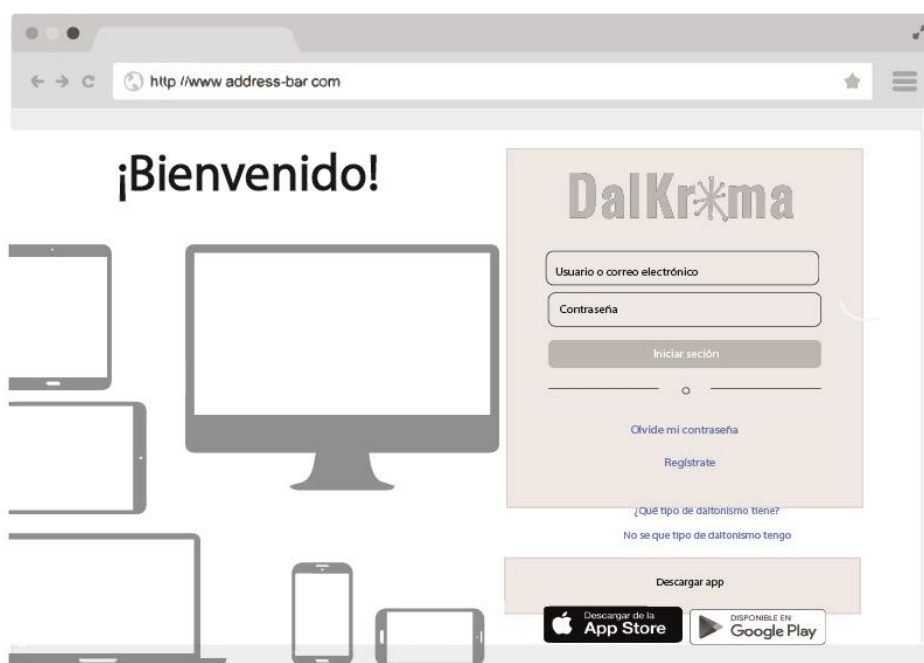 http //www address-bar com
¡Bienvenido!
DalKr*ma
Usuario o correo electrónico
Contraseña
Iniciar seción
o
Olvide mi contraseña
Regístrate
¿Qué tipo de daltonismo tiene?
No se que tipo de daltonismo tengo
Descargar app
Descargar de la
App Store
DISPONIBLE EN
Google Play